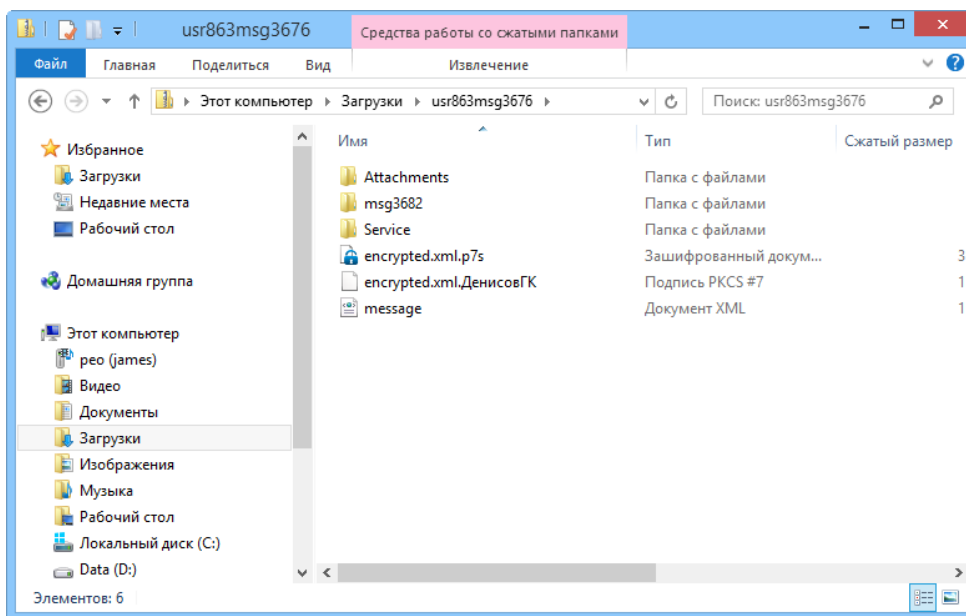 usr863msg3676
Средства работы со сжатыми папками
Файл Главная Поделиться Вид Извлечение
Этот компьютер Загрузки usr863msg3676 Поиск: usr863msg3676
Имя Тип Сжатый размер
Избранное
Загрузки
Недавние места
Рабочий стол
Домашняя группа
Этот компьютер
peo (james)
Видео
Документы
Загрузки
Изображения
Музыка
Рабочий стол
Локальный диск (C:)
Data (D:)
Attachments Папка с файлами
msg3682 Папка с файлами
Service Папка с файлами
encrypted.xml.p7s Зашифрованный докум... 3
encrypted.xml.ДенисовГК Подпись PKCS #7 1
message Документ XML 1
Элементов: 6